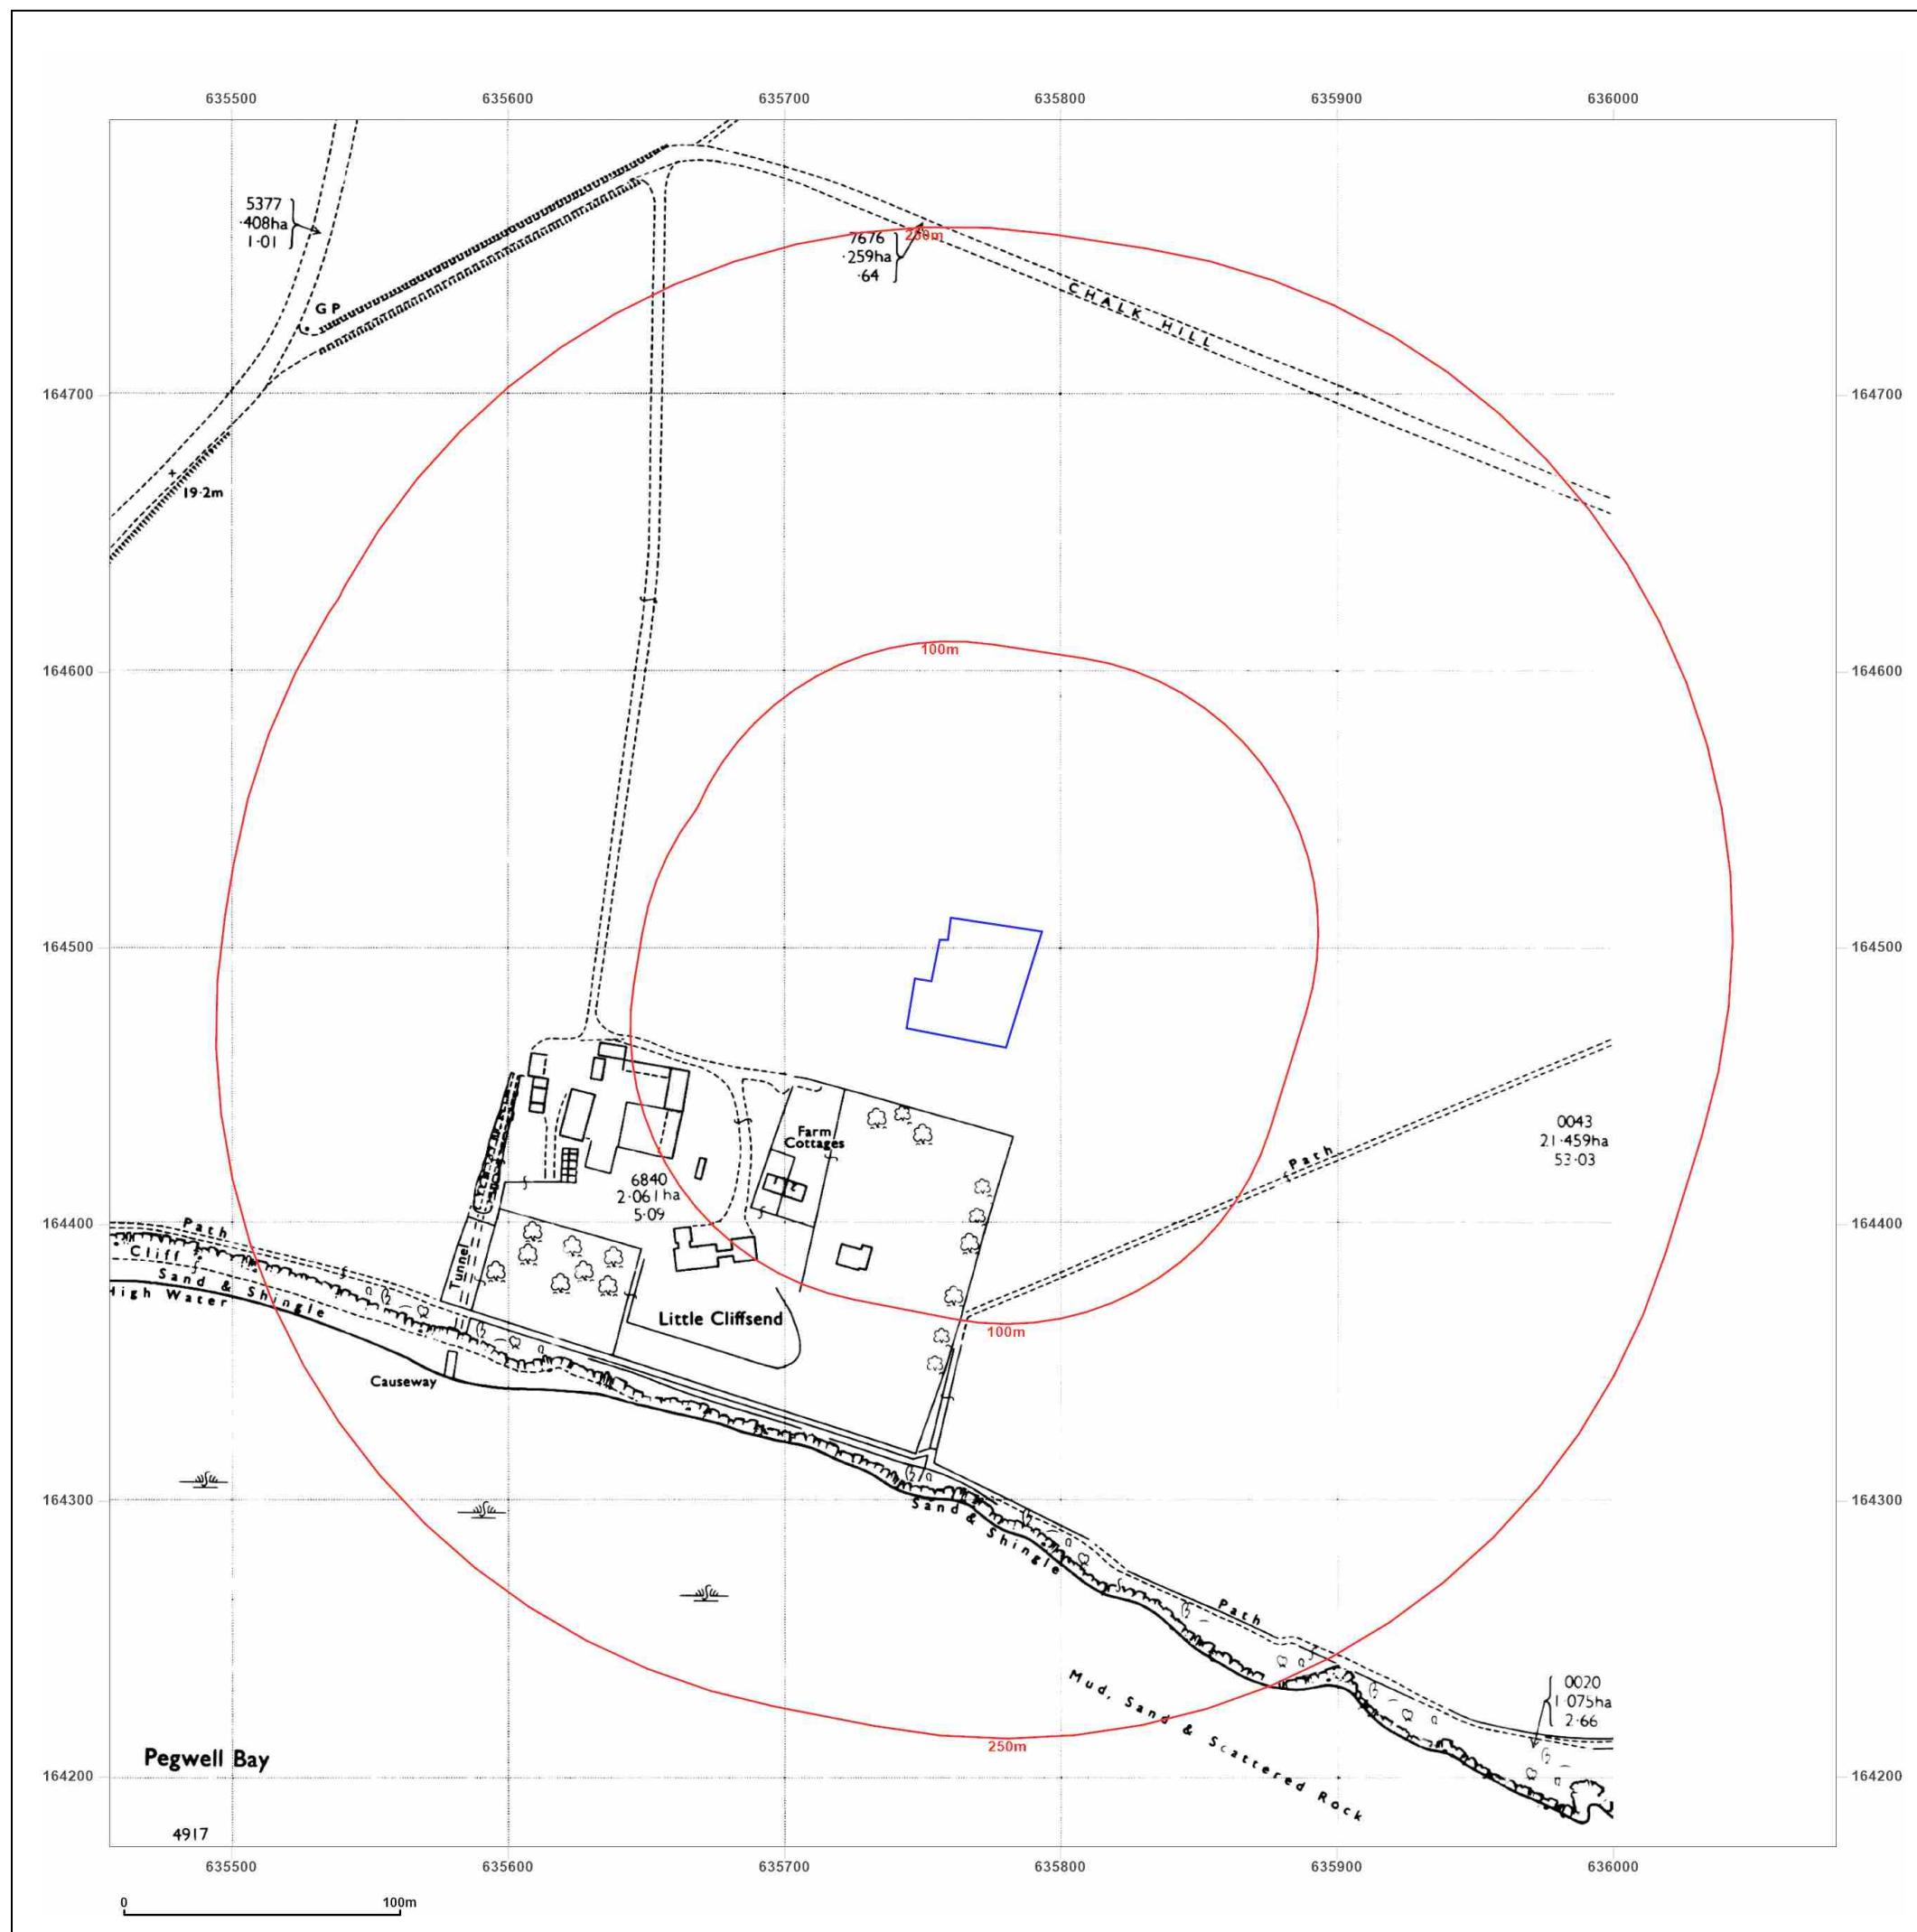 635500 635600 635700 635800 635900 636000
5377
·408ha
1·01
250m
7676
·259ha
·64
CHALK HILL
GP
164700 164700
19·2m
100m
164600 164600
164500 164500
Farm
Cottages
1 2
0043
21·459ha
53·03
Path
6840
2·061ha
5·09
164400 164400
Path
Cliff
Tunnel
Sand & Shingle
High Water
Little Cliffsend
100m
Causeway
164300 164300
Sand & Shingle
Path
Mud, Sand & Scattered Rock
0020
1·075ha
2·66
250m
Pegwell Bay
164200 164200
4917
635500 635600 635700 635800 635900 636000
0 100m